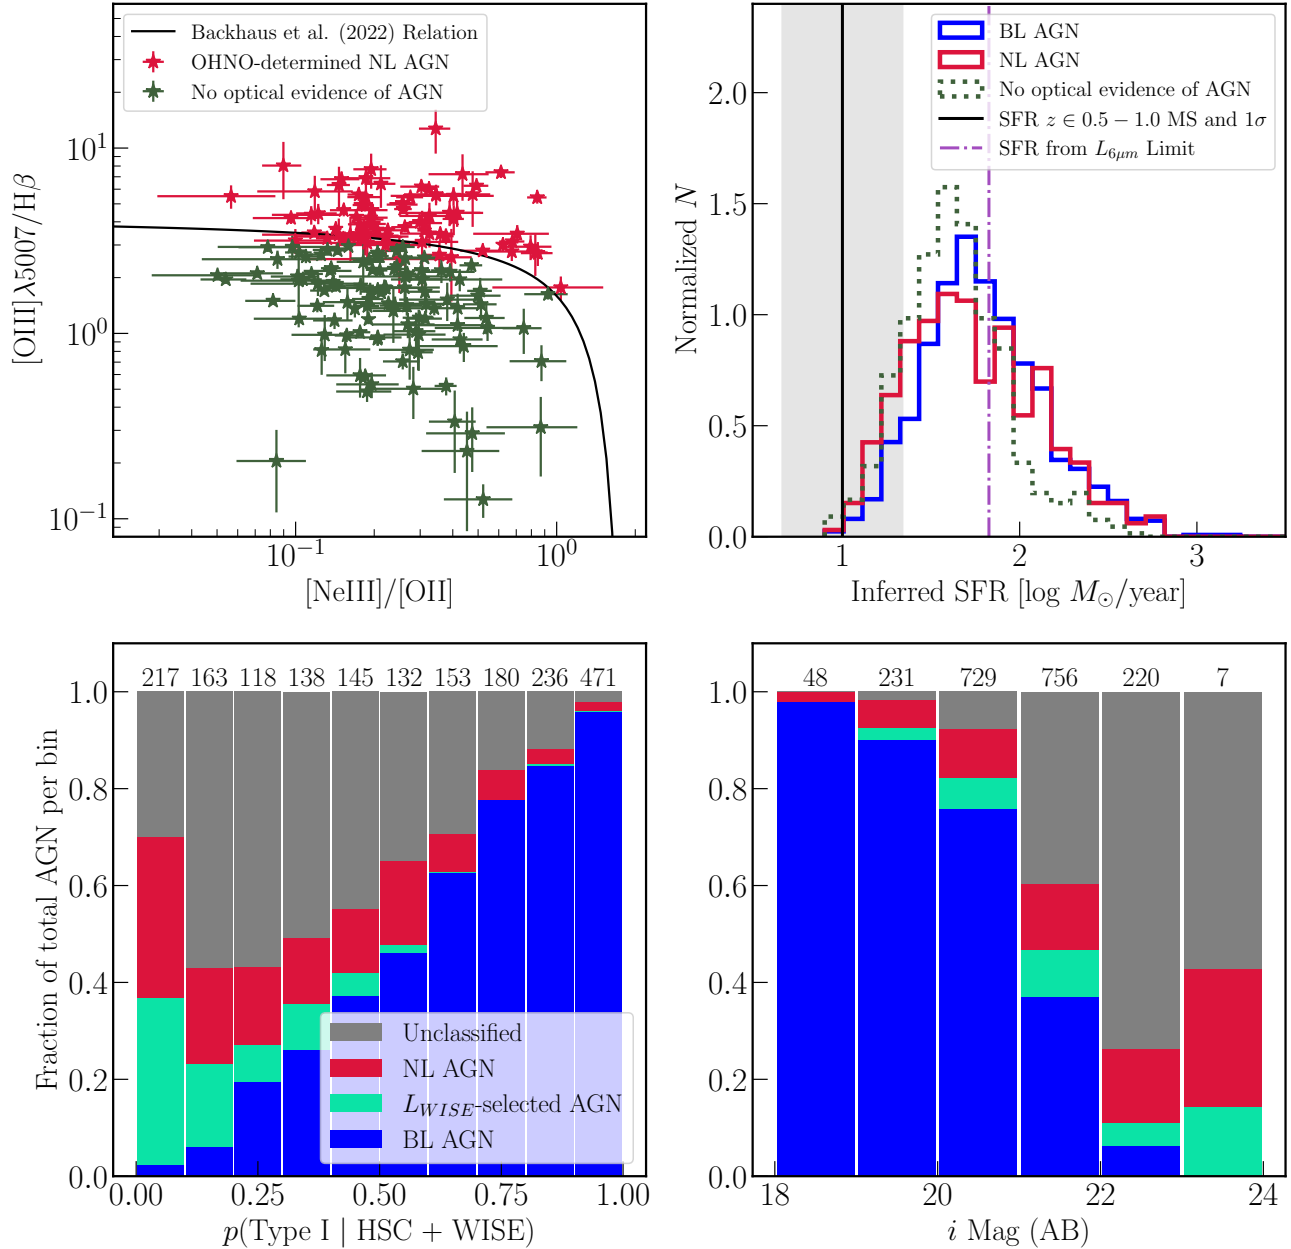 Backhaus et al. (2022) Relation
OHNO-determined NL AGN
No optical evidence of AGN
10¹
10⁰
10⁻¹
[OIII]λ5007/Hβ
10⁻¹
10⁰
[NeIII]/[OII]
BL AGN
NL AGN
No optical evidence of AGN
SFR z ∈ 0.5 − 1.0 MS and 1σ
SFR from L6μm Limit
2.0
1.5
1.0
0.5
0.0
Normalized N
1
2
3
Inferred SFR [log M⊙/year]
217 163 118 138 145 132 153 180 236 471
1.0
0.8
0.6
0.4
0.2
0.0
Fraction of total AGN per bin
Unclassified
NL AGN
LWISE-selected AGN
BL AGN
0.00 0.25 0.50 0.75 1.00
p(Type I | HSC + WISE)
48 231 729 756 220 7
1.0
0.8
0.6
0.4
0.2
0.0
18 20 22 24
i Mag (AB)